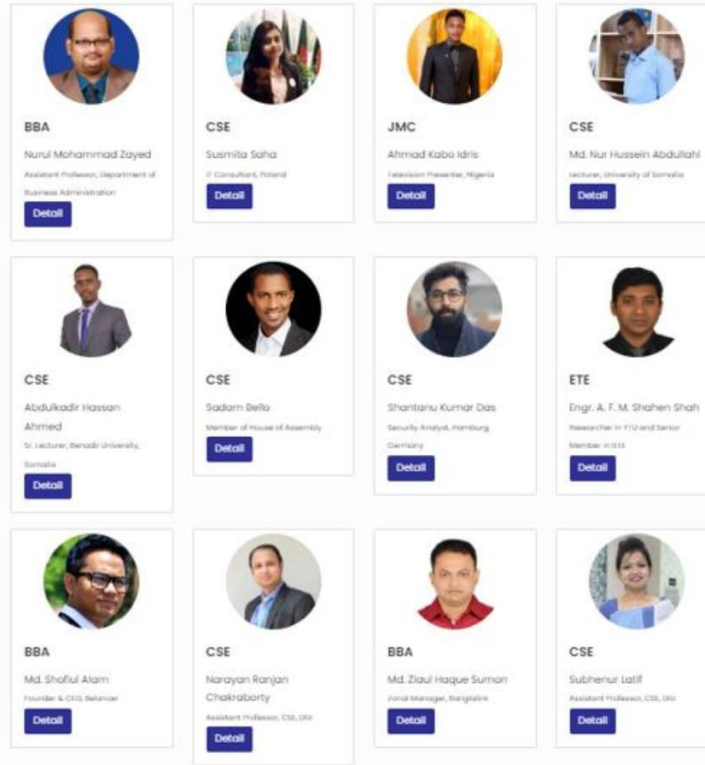 BBA
Nurul Mohammad Zayed
Assistant Professor, Department of
Business Administration
Detail
CSE
Susmita Saha
IT Consultant, Poland
Detail
JMC
Ahmad Kabo Idris
Television Presenter, Nigeria
Detail
CSE
Md. Nur Hussein Abdullahi
Lecturer, University of Somalia
Detail
CSE
Abdulkadir Hassan
Ahmed
Sr. Lecturer, Benadir University,
Somalia
Detail
CSE
Sadam Bello
Member of House of Assembly
Detail
CSE
Shantanu Kumar Das
Security Analyst, Hamburg,
Germany
Detail
ETE
Engr. A. F. M. Shahen Shah
Researcher in YTU and Senior
Member in IEEE
Detail
BBA
Md. Shafiul Alam
Founder & CEO, Belancer
Detail
CSE
Narayan Ranjan
Chakraborty
Assistant Professor, CSE, DIU
Detail
BBA
Md. Ziaul Haque Sumon
Zonal Manager, Banglalink
Detail
CSE
Subhenur Latif
Assistant Professor, CSE, DIU
Detail